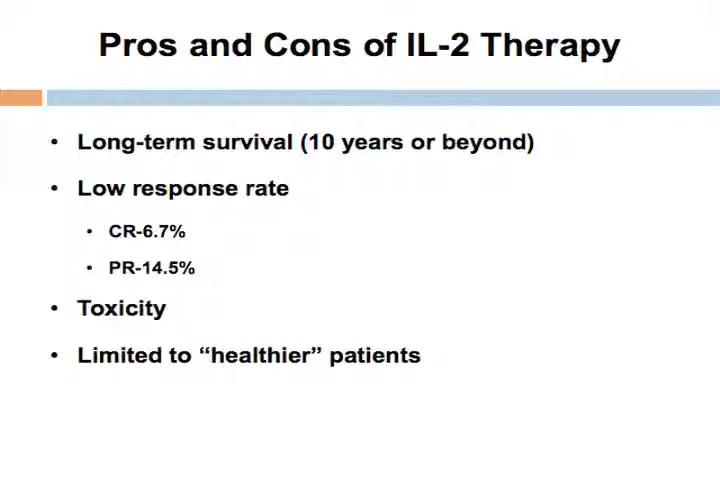 Pros and Cons of IL-2 Therapy
• Long-term survival (10 years or beyond)
• Low response rate
• CR-6.7%
• PR-14.5%
• Toxicity
• Limited to “healthier” patients